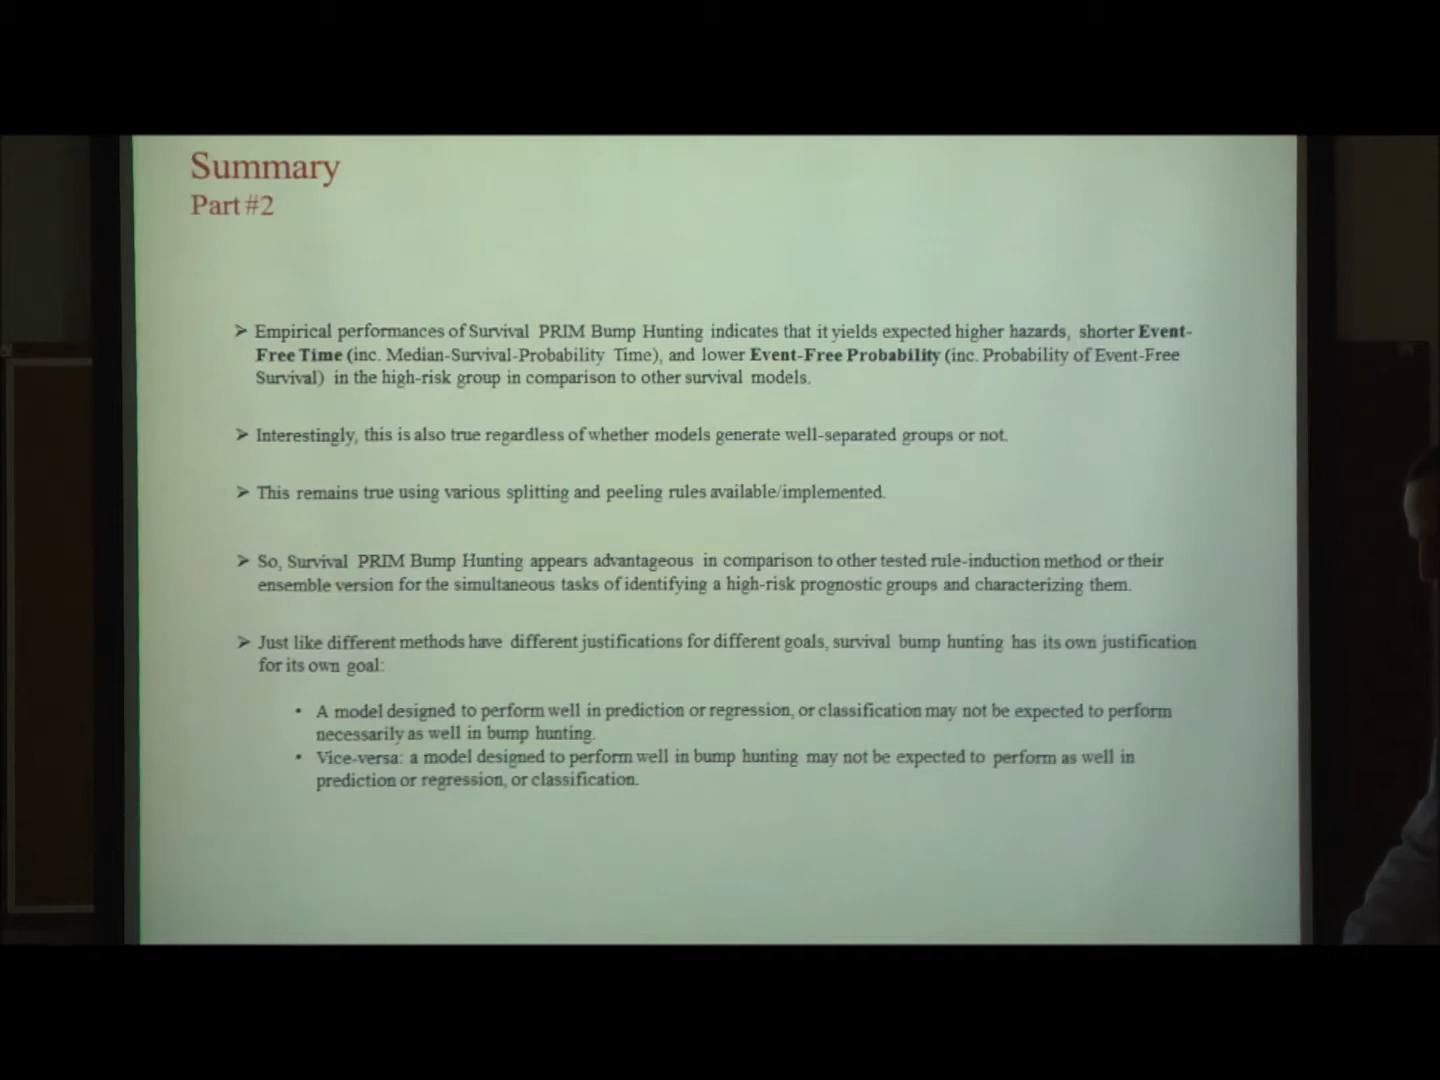 Summary
Part #2
➢ Empirical performances of Survival PRIM Bump Hunting indicates that it yields expected higher hazards, shorter Event-
Free Time (inc. Median-Survival-Probability Time), and lower Event-Free Probability (inc. Probability of Event-Free
Survival) in the high-risk group in comparison to other survival models.
➢ Interestingly, this is also true regardless of whether models generate well-separated groups or not.
➢ This remains true using various splitting and peeling rules available/implemented.
➢ So, Survival PRIM Bump Hunting appears advantageous in comparison to other tested rule-induction method or their
ensemble version for the simultaneous tasks of identifying a high-risk prognostic groups and characterizing them.
➢ Just like different methods have different justifications for different goals, survival bump hunting has its own justification
for its own goal:
• A model designed to perform well in prediction or regression, or classification may not be expected to perform
necessarily as well in bump hunting.
• Vice-versa: a model designed to perform well in bump hunting may not be expected to perform as well in
prediction or regression, or classification.